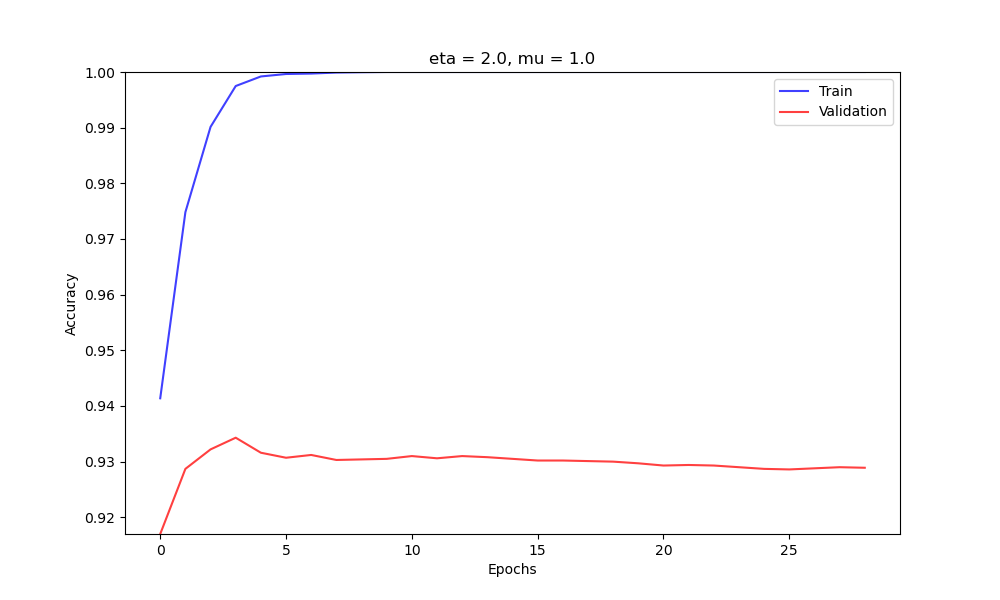 eta = 2.0, mu = 1.0
Train
Validation
Accuracy
1.00
0.99
0.98
0.97
0.96
0.95
0.94
0.93
0.92
0 5 10 15 20 25
Epochs